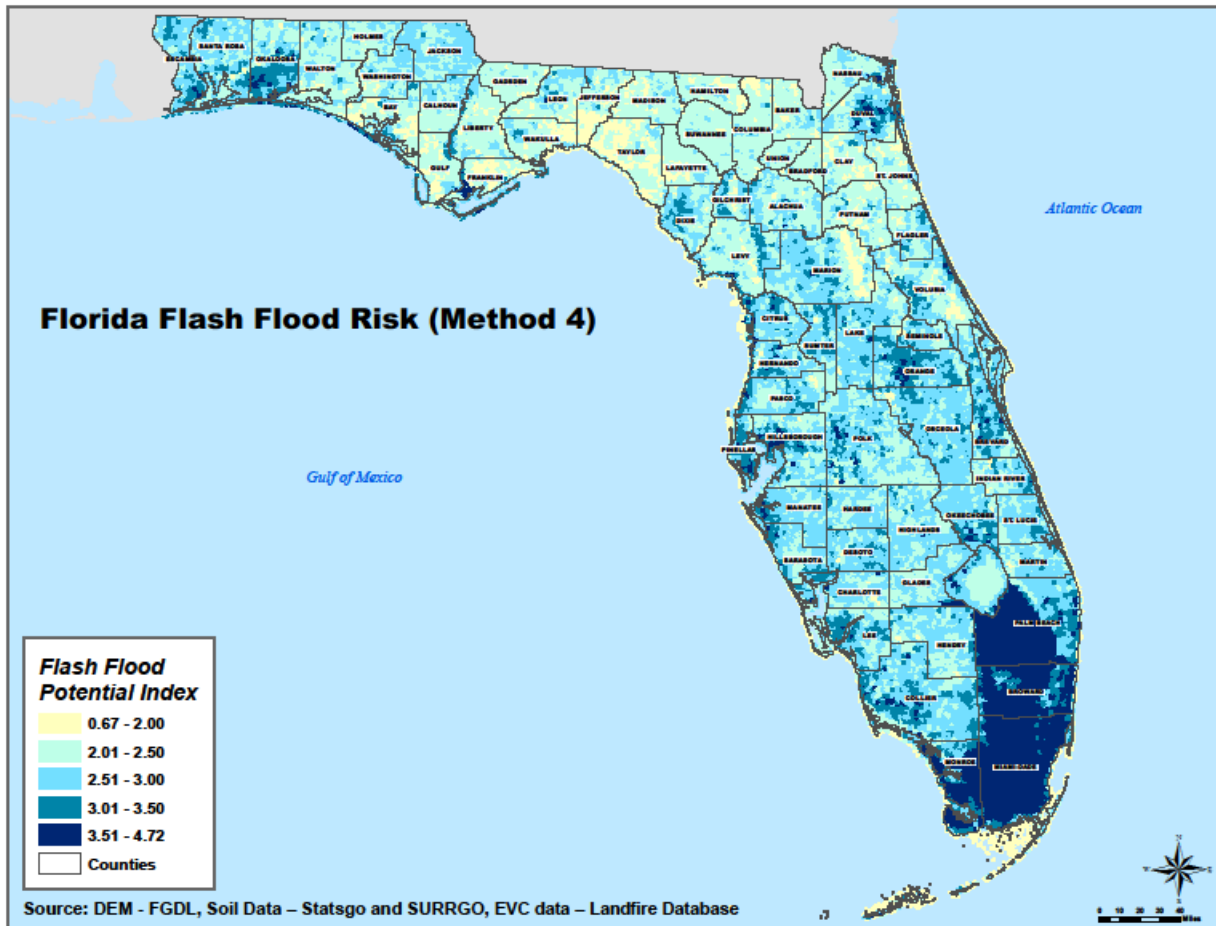 HOLMES
SANTA ROSA
JACKSON
ESCAMBIA
OKALOOSA
WALTON
WASHINGTON
GADSDEN
NASSAU
HAMILTON
LEON
JEFFERSON
MADISON
BAY
CALHOUN
BAKER
DUVAL
LIBERTY
SUWANNEE
COLUMBIA
WAKULLA
TAYLOR
UNION
CLAY
GULF
FRANKLIN
LAFAYETTE
BRADFORD
ST. JOHNS
GILCHRIST
ALACHUA
Atlantic Ocean
PUTNAM
DIXIE
FLAGLER
LEVY
MARION
VOLUSIA
Florida Flash Flood Risk (Method 4)
CITRUS
LAKE
SEMINOLE
SUMTER
HERNANDO
ORANGE
PASCO
OSCEOLA
HILLSBOROUGH
POLK
BREVARD
PINELLAS
Gulf of Mexico
INDIAN RIVER
MANATEE
HARDEE
OKEECHOBEE
ST. LUCIE
HIGHLANDS
DESOTO
SARASOTA
MARTIN
GLADES
CHARLOTTE
PALM BEACH
LEE
HENDRY
BROWARD
COLLIER
MONROE
MIAMI-DADE
Flash Flood
Potential Index
0.67 - 2.00
2.01 - 2.50
2.51 - 3.00
3.01 - 3.50
3.51 - 4.72
Counties
N
W
E
S
0 10 20 30 40
Miles
Source: DEM - FGDL, Soil Data – Statsgo and SURRGO, EVC data – Landfire Database